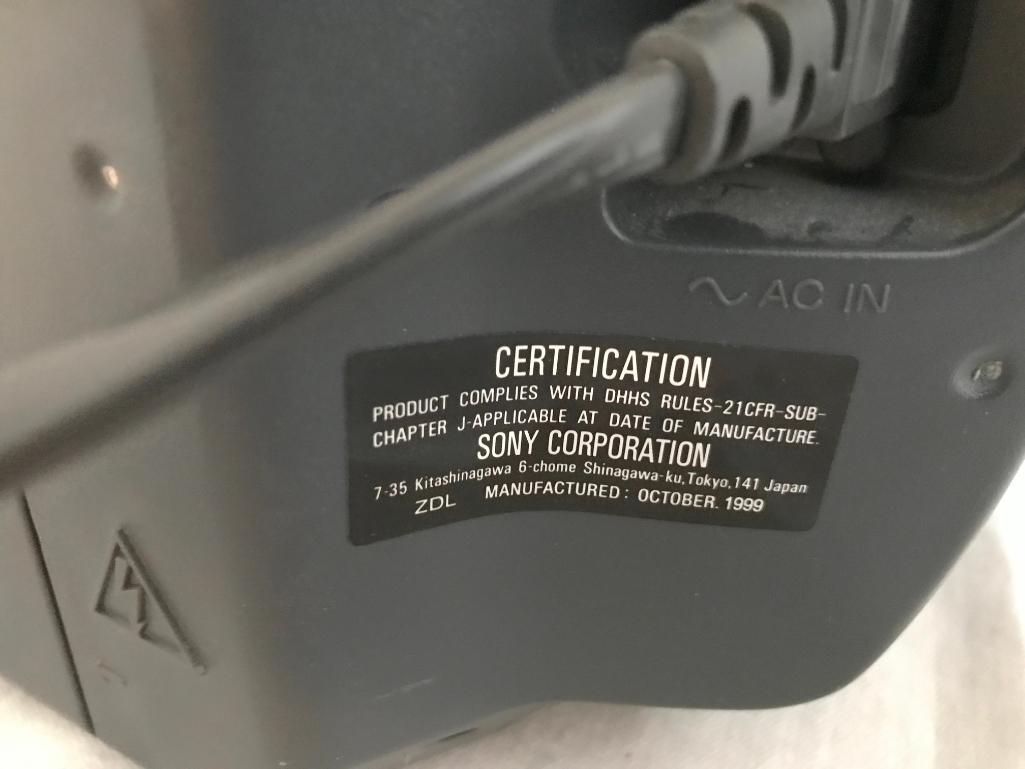 ~ AC IN
CERTIFICATION
PRODUCT COMPLIES WITH DHHS RULES-21CFR-SUB-
CHAPTER J-APPLICABLE AT DATE OF MANUFACTURE.
SONY CORPORATION
7-35 Kitashinagawa 6-chome Shinagawa-ku, Tokyo, 141 Japan
ZDL MANUFACTURED: OCTOBER. 1999